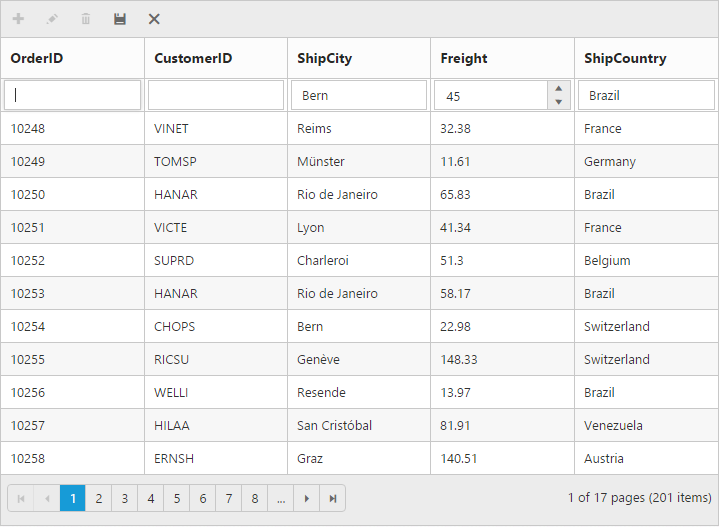 OrderID CustomerID ShipCity Freight ShipCountry
Bern 45 Brazil
10248 VINET Reims 32.38 France
10249 TOMSP Münster 11.61 Germany
10250 HANAR Rio de Janeiro 65.83 Brazil
10251 VICTE Lyon 41.34 France
10252 SUPRD Charleroi 51.3 Belgium
10253 HANAR Rio de Janeiro 58.17 Brazil
10254 CHOPS Bern 22.98 Switzerland
10255 RICSU Genève 148.33 Switzerland
10256 WELLI Resende 13.97 Brazil
10257 HILAA San Cristóbal 81.91 Venezuela
10258 ERNSH Graz 140.51 Austria
1 2 3 4 5 6 7 8 ... 1 of 17 pages (201 items)